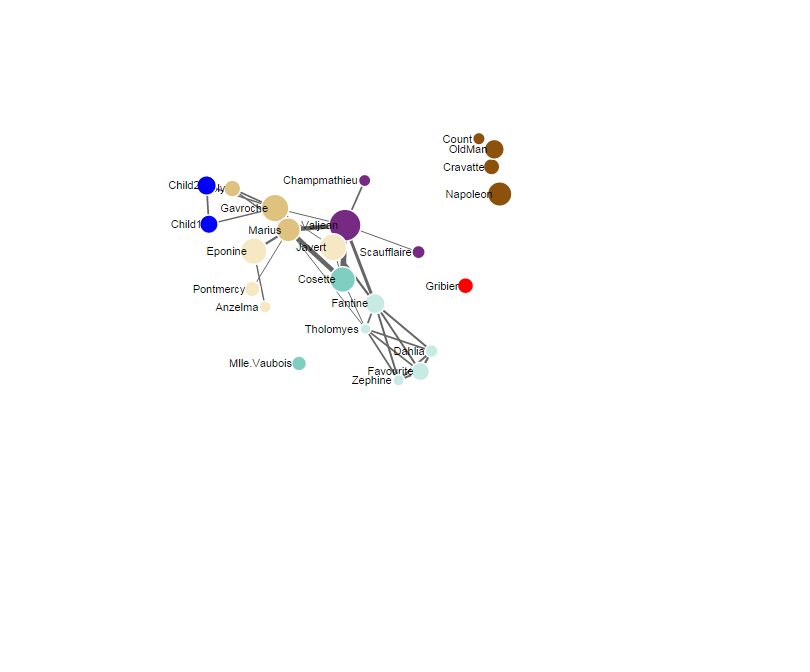 Count
OldMan
Cravatte
Champmathieu
Child2
Napoleon
Gavroche
Child1
Valjean
Marius
Javert
Eponine
Scauflaire
Cosette
Gribier
Pontmercy
Fantine
Anzelma
Tholomyes
Dahlia
Mlle.Vaubois
Favourite
Zephine